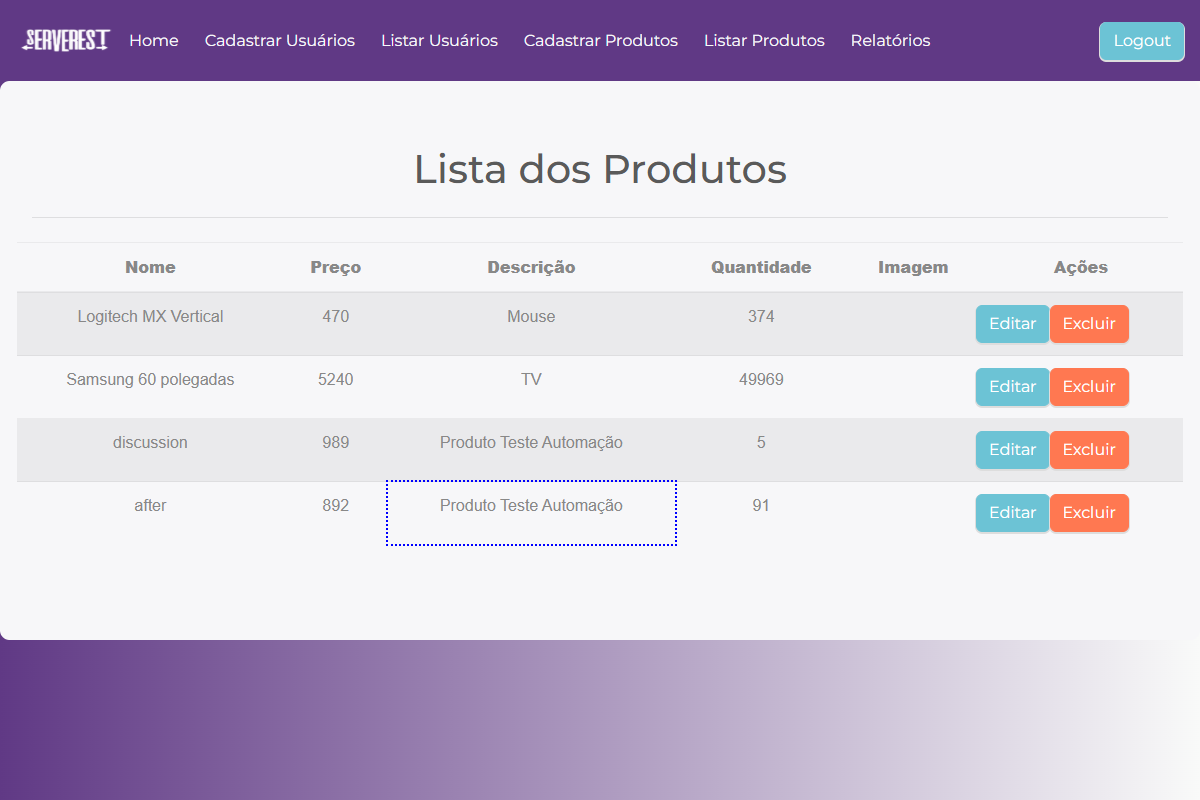 SERVEREST Home Cadastrar Usuários Listar Usuários Cadastrar Produtos Listar Produtos Relatórios Logout
Lista dos Produtos
Nome Preço Descrição Quantidade Imagem Ações
Logitech MX Vertical 470 Mouse 374 Editar Excluir
Samsung 60 polegadas 5240 TV 49969 Editar Excluir
discussion 989 Produto Teste Automação 5 Editar Excluir
after 892 Produto Teste Automação 91 Editar Excluir